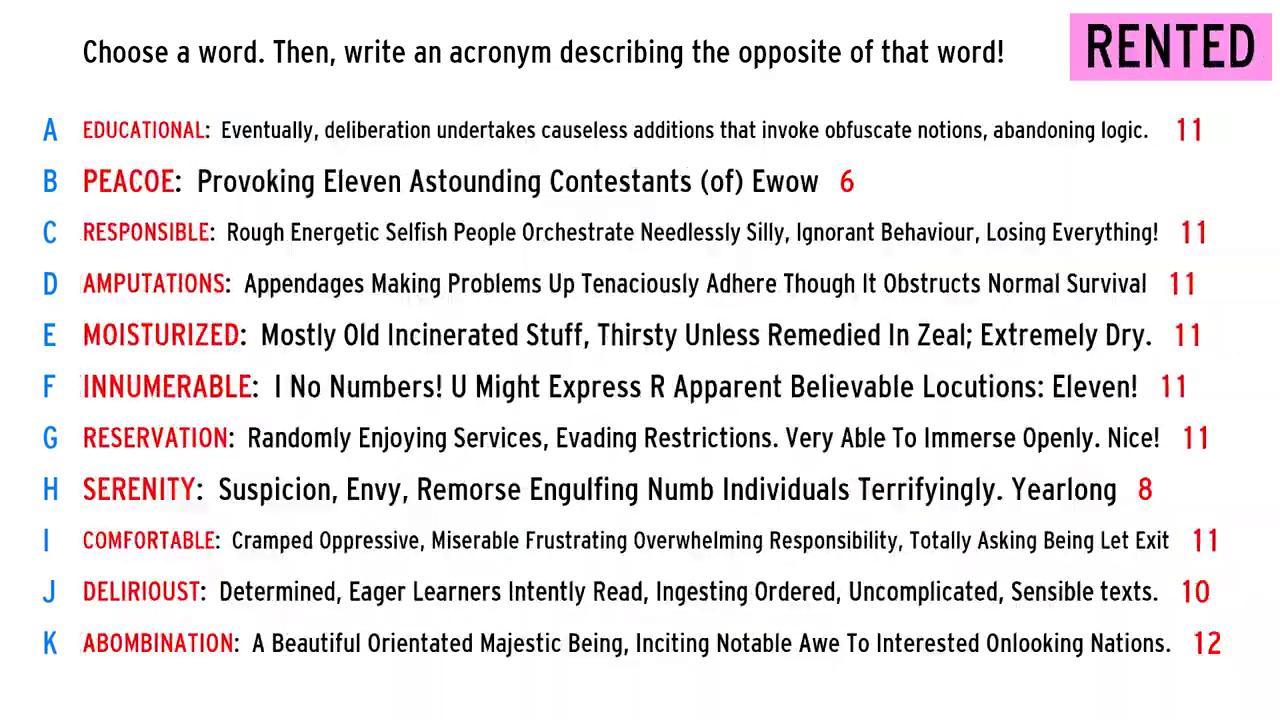 Choose a word. Then, write an acronym describing the opposite of that word!
RENTED
A EDUCATIONAL: Eventually, deliberation undertakes causeless additions that invoke obfuscate notions, abandoning logic. 11
B PEACOE: Provoking Eleven Astounding Contestants (of) Ewow 6
C RESPONSIBLE: Rough Energetic Selfish People Orchestrate Needlessly Silly, Ignorant Behaviour, Losing Everything! 11
D AMPUTATIONS: Appendages Making Problems Up Tenaciously Adhere Though It Obstructs Normal Survival 11
E MOISTURIZED: Mostly Old Incinerated Stuff, Thirsty Unless Remedied In Zeal; Extremely Dry. 11
F INNUMERABLE: I No Numbers! U Might Express R Apparent Believable Locutions: Eleven! 11
G RESERVATION: Randomly Enjoying Services, Evading Restrictions. Very Able To Immerse Openly. Nice! 11
H SERENITY: Suspicion, Envy, Remorse Engulfing Numb Individuals Terrifyingly. Yearlong 8
I COMFORTABLE: Cramped Oppressive, Miserable Frustrating Overwhelming Responsibility, Totally Asking Being Let Exit 11
J DELIRIOUST: Determined, Eager Learners Intently Read, Ingesting Ordered, Uncomplicated, Sensible texts. 10
K ABOMBINATION: A Beautiful Orientated Majestic Being, Inciting Notable Awe To Interested Onlooking Nations. 12